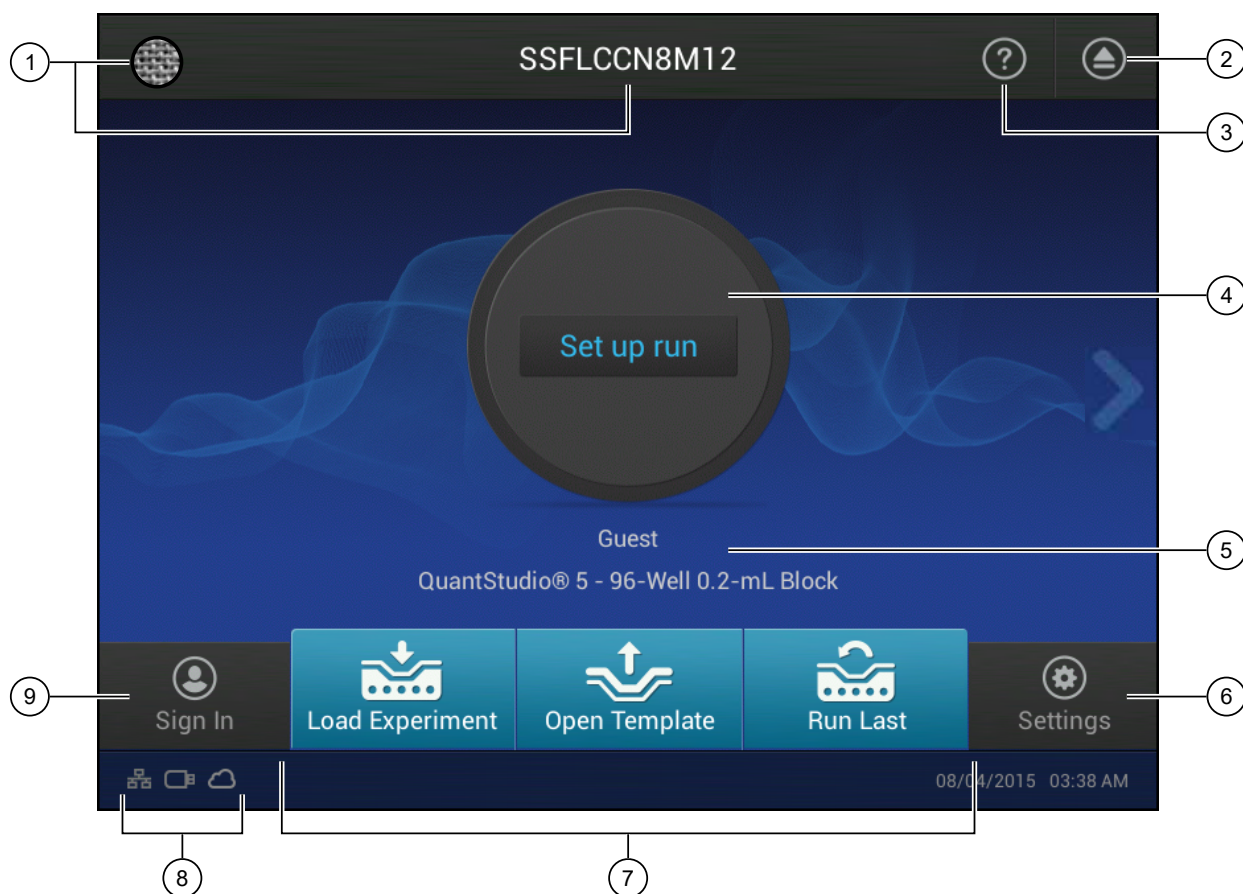 1
SSFLCCN8M12
?
2
3
4
Set up run
Guest
5
QuantStudio® 5 - 96-Well 0.2-mL Block
9
Sign In
Load Experiment
Open Template
Run Last
Settings
6
08/04/2015 03:38 AM
8
7